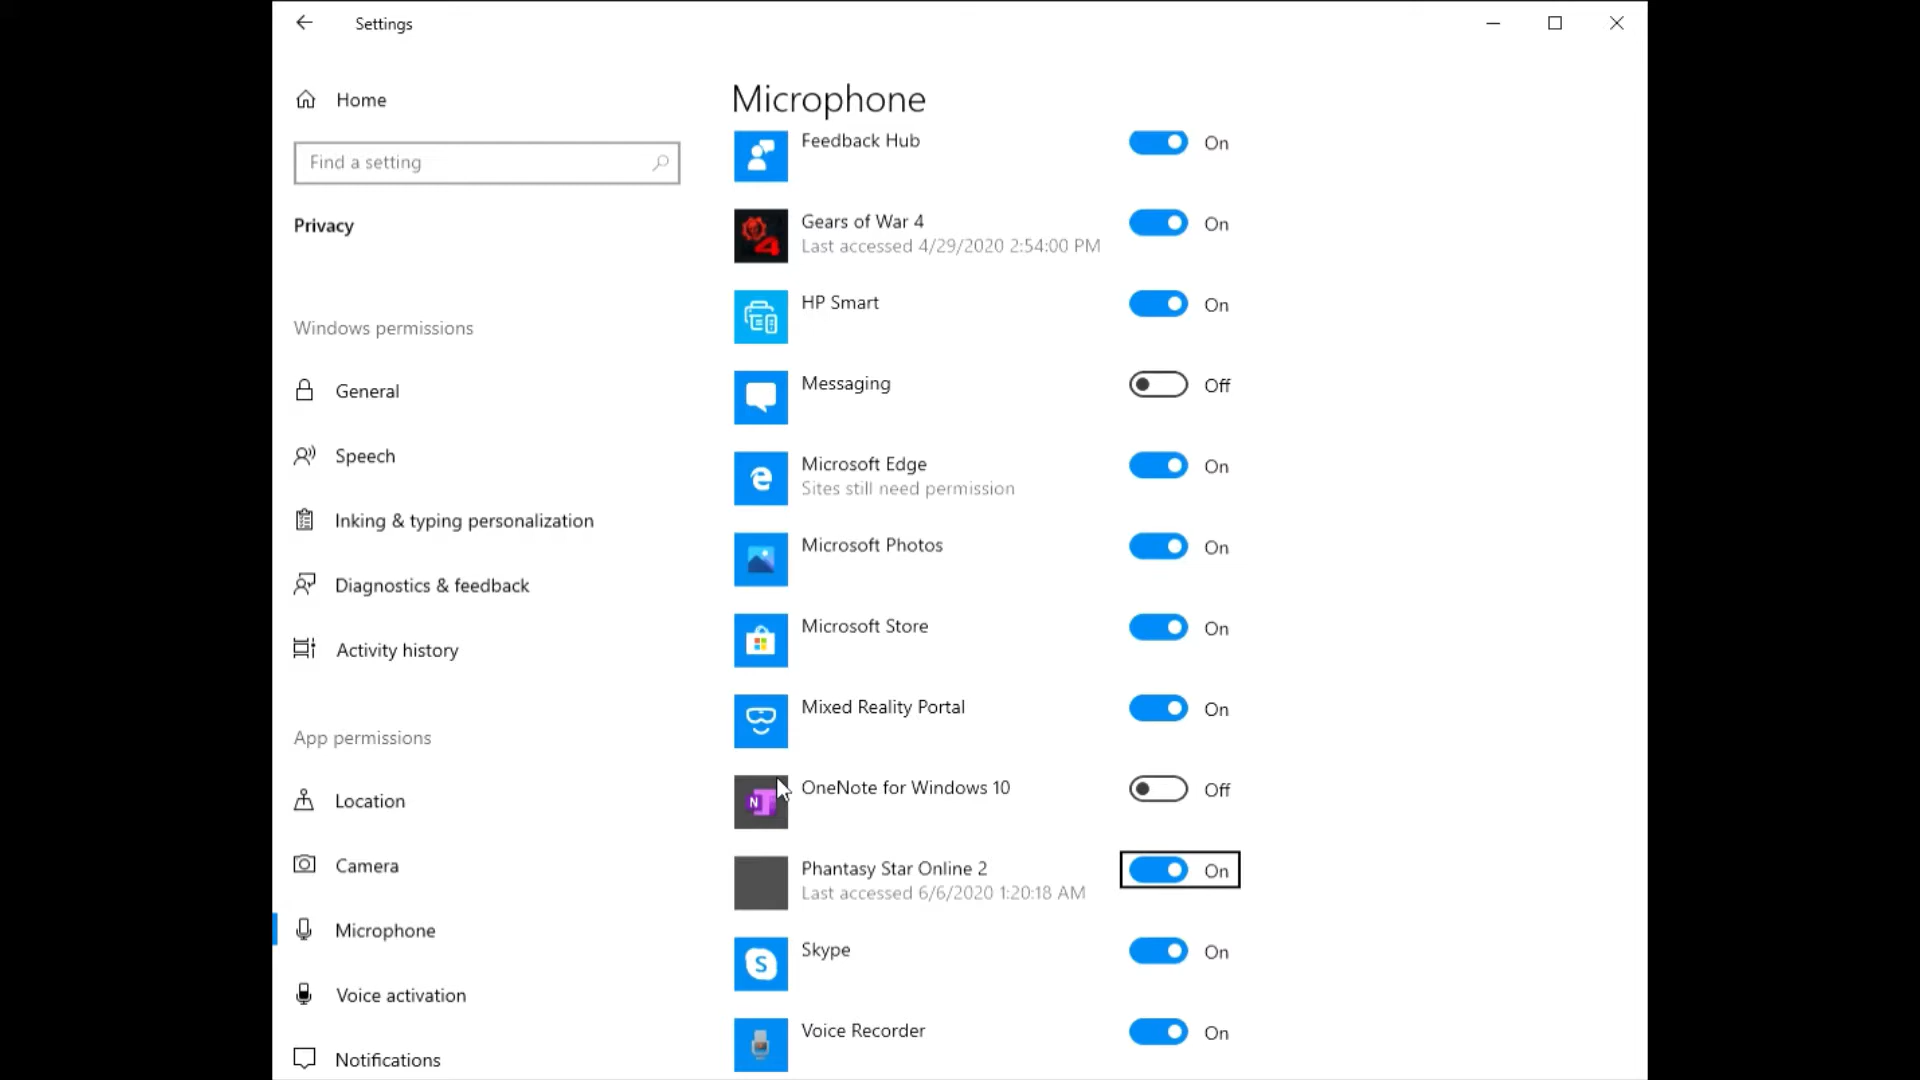 Settings
Home
Find a setting
Privacy
Windows permissions
General
Speech
Inking & typing personalization
Diagnostics & feedback
Activity history
App permissions
Location
Camera
Microphone
Voice activation
Notifications
Microphone
Feedback Hub On
Gears of War 4 On
Last accessed 4/29/2020 2:54:00 PM
HP Smart On
Messaging Off
Microsoft Edge On
Sites still need permission
Microsoft Photos On
Microsoft Store On
Mixed Reality Portal On
N OneNote for Windows 10 Off
Phantasy Star Online 2 On
Last accessed 6/6/2020 1:20:18 AM
S Skype On
Voice Recorder On